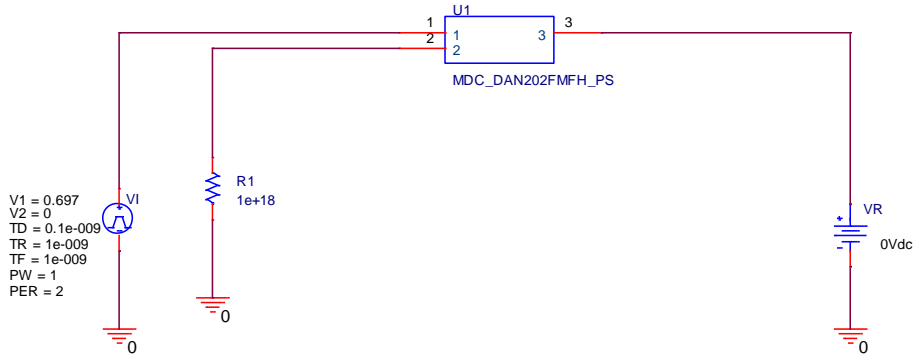 U1
1
1
2
2
3
3
MDC_DAN202FMFH_PS
R1
1e+18
VI
V1 = 0.697
V2 = 0
TD = 0.1e-009
TR = 1e-009
TF = 1e-009
PW = 1
PER = 2
VR
0Vdc
0
0
0